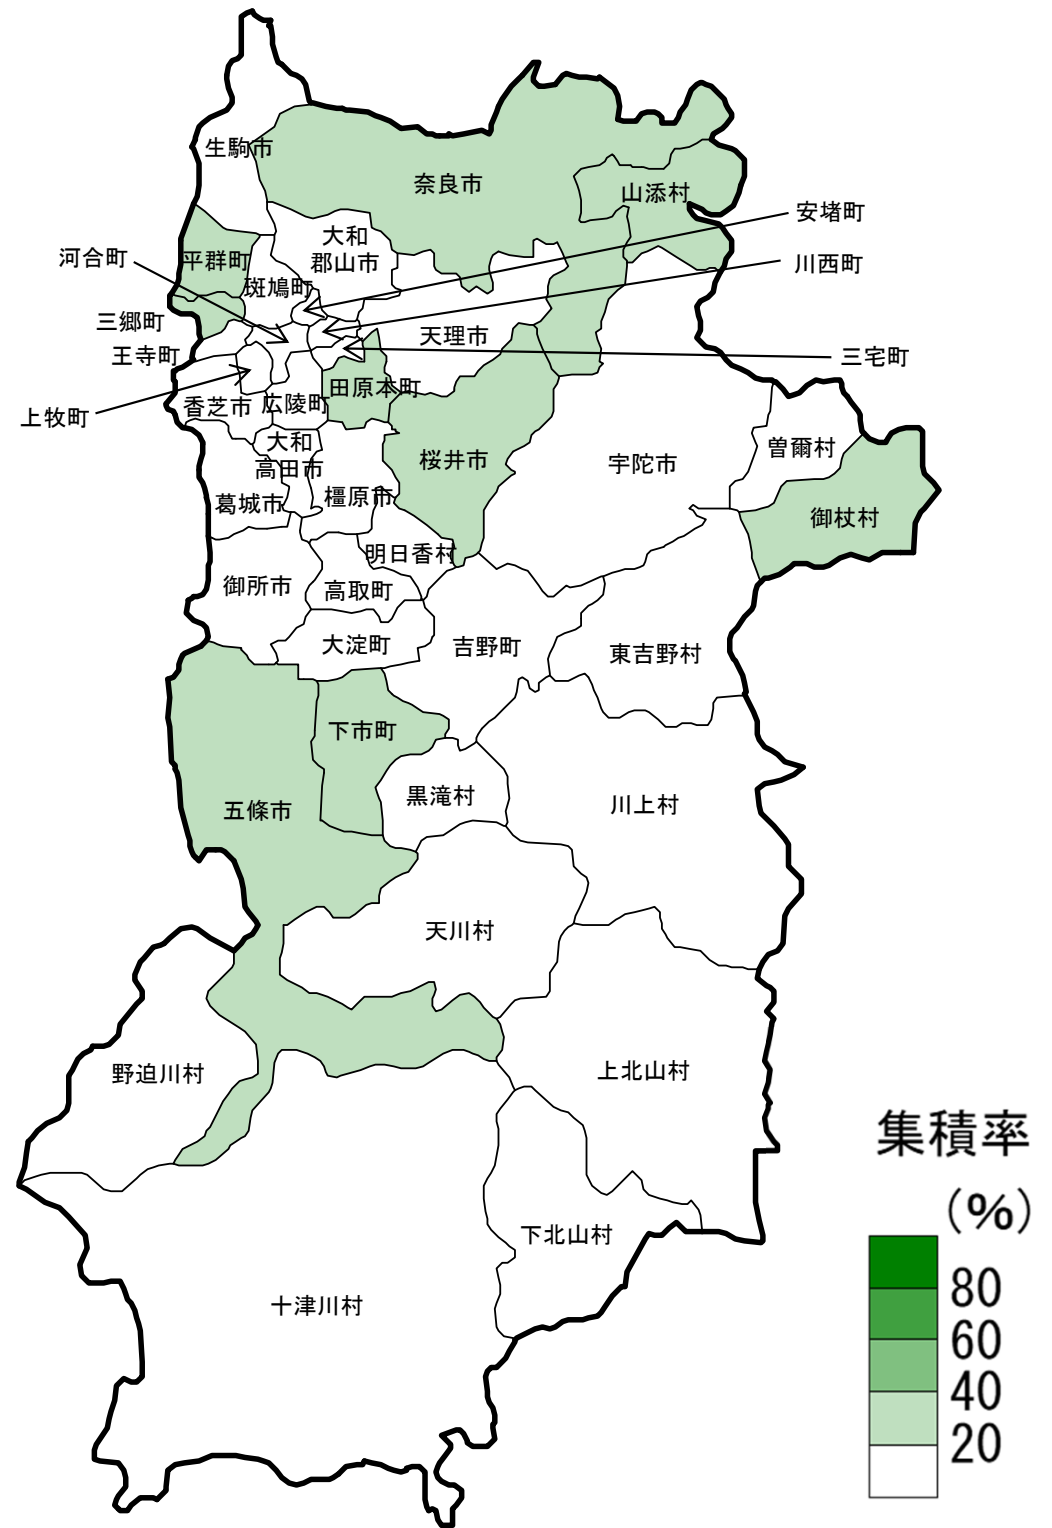 生駒市
奈良市
山添村
安堵町
大和
郡山市
河合町
平群町
川西町
斑鳩町
三郷町
天理市
王寺町
三宅町
田原本町
上牧町
香芝市
広陵町
大和
高田市
桜井市
宇陀市
曽爾村
葛城市
橿原市
御杖村
明日香村
御所市
高取町
大淀町
吉野町
東吉野村
下市町
黒滝村
川上村
五條市
天川村
野迫川村
上北山村
下北山村
十津川村
集積率
(%)
80
60
40
20